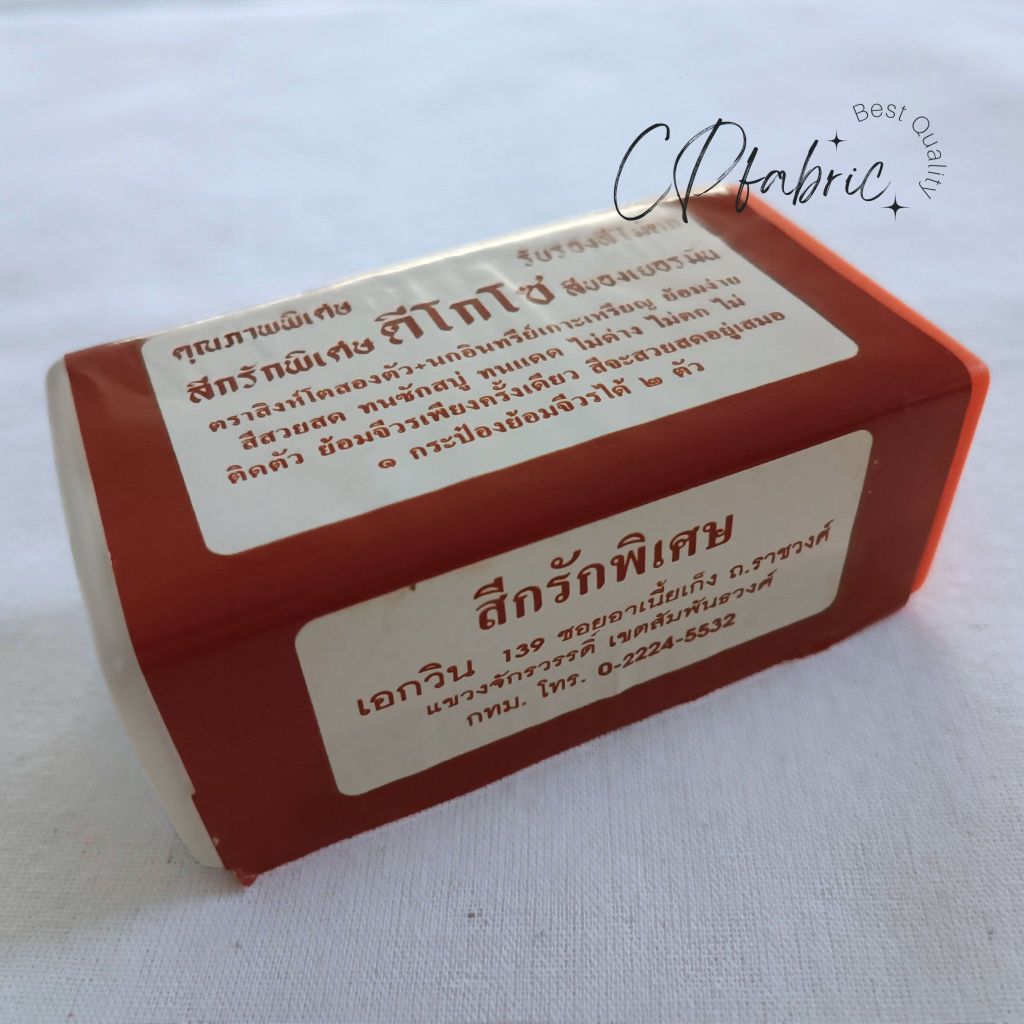 CPfabric
Best Quality
คุณภาพพิเศษ รับรองสีไม่ตก
สีกรักพิเศษ ดีโกโซ่ สีของเยอรมัน
ตราสิงห์โตสองตัว+นกอินทรีย์เกาะเหรียญ ย้อมง่าย
สีสวยสด ทนซักสบู่ ทนแดด ไม่ด่าง ไม่ตก ไม่
ติดตัว ย้อมจีวรเพียงครั้งเดียว สีจะสวยสดอยู่เสมอ
๑ กระป๋องย้อมจีวรได้ ๒ ตัว
สีกรักพิเศษ
เอกวิน 139 ซอยอาเนี้ยเก็ง ถ.ราชวงศ์
แขวงจักรวรรดิ์ เขตสัมพันธวงศ์
กทม. โทร. 0-2224-5532